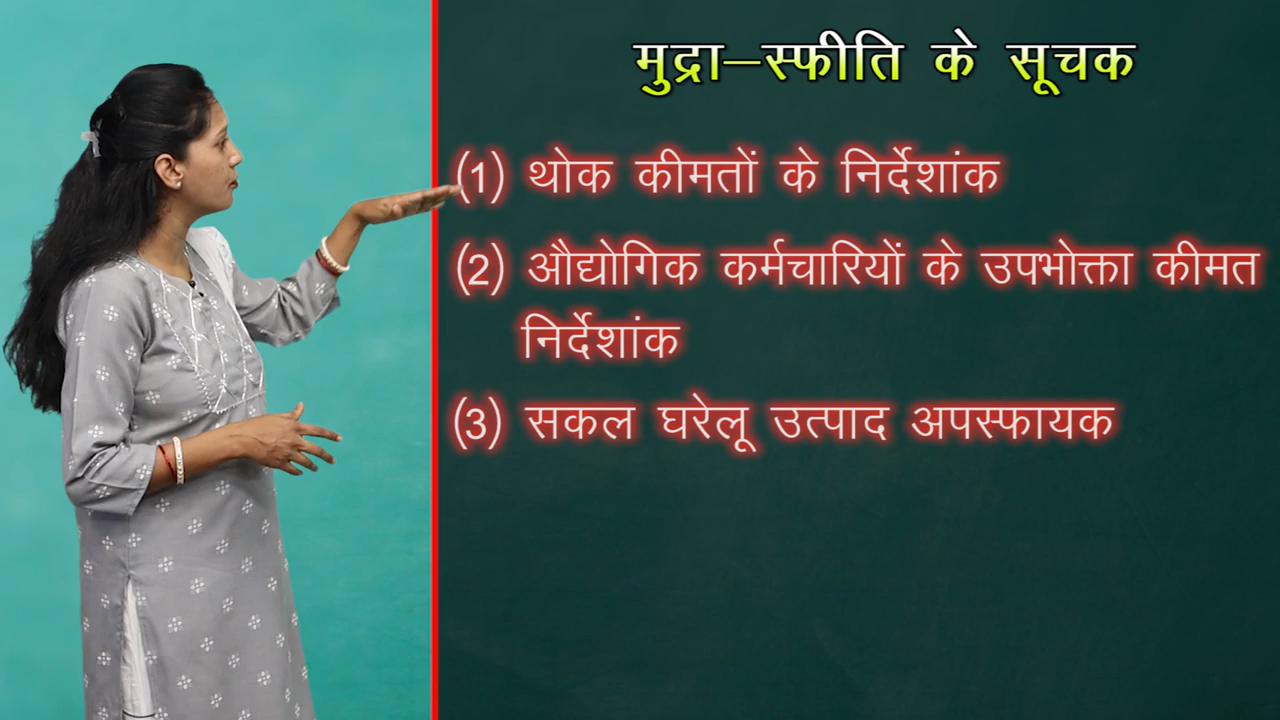 मुद्रा–स्फीति के सूचक
(1) थोक कीमतों के निर्देशांक
(2) औद्योगिक कर्मचारियों के उपभोक्ता कीमत
निर्देशांक
(3) सकल घरेलू उत्पाद अपस्फायक